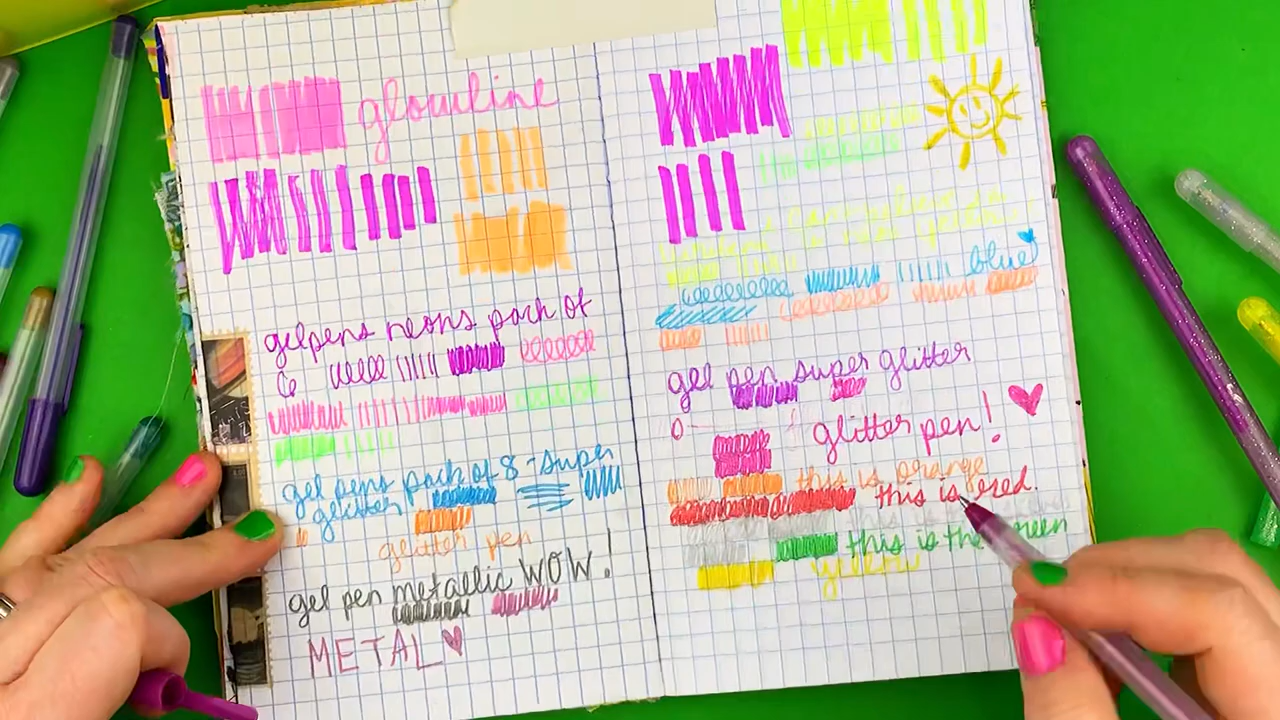 glowline
gelpens neons pack of
6
gel pens pack of 8 - super
glitter
glitter pen
gel pen metallic WOW!
METAL
blue
gel pen super glitter
glitter pen!
this is orange
this is red.
this is
this is the green
yellow